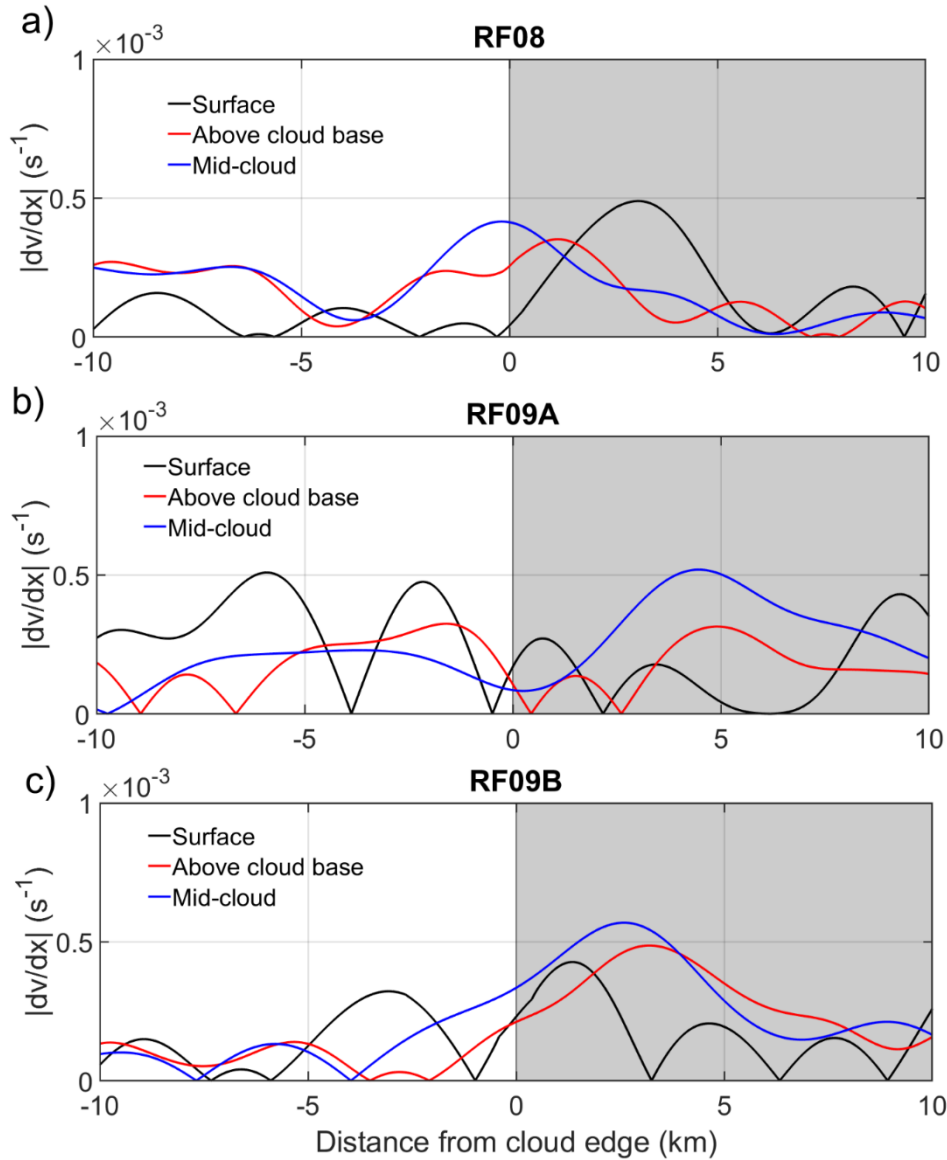 a)
RF08
×10⁻³
1
0.5
0
|dv/dx| (s⁻¹)
Surface
Above cloud base
Mid-cloud
-10 -5 0 5 10
b)
RF09A
×10⁻³
1
0.5
0
|dv/dx| (s⁻¹)
Surface
Above cloud base
Mid-cloud
-10 -5 0 5 10
c)
RF09B
×10⁻³
1
0.5
0
|dv/dx| (s⁻¹)
Surface
Above cloud base
Mid-cloud
-10 -5 0 5 10
Distance from cloud edge (km)